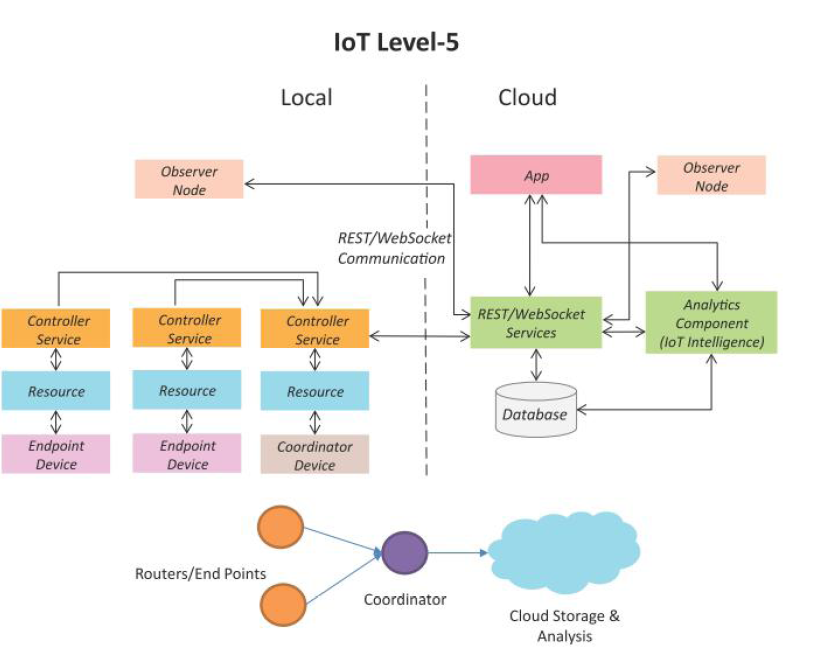 IoT Level-5
Local
Cloud
Observer
Node
App
Observer
Node
REST/WebSocket
Communication
Controller
Service
Controller
Service
Controller
Service
REST/WebSocket
Services
Analytics
Component
(IoT Intelligence)
Resource
Resource
Resource
Database
Endpoint
Device
Endpoint
Device
Coordinator
Device
Routers/End Points
Coordinator
Cloud Storage &
Analysis